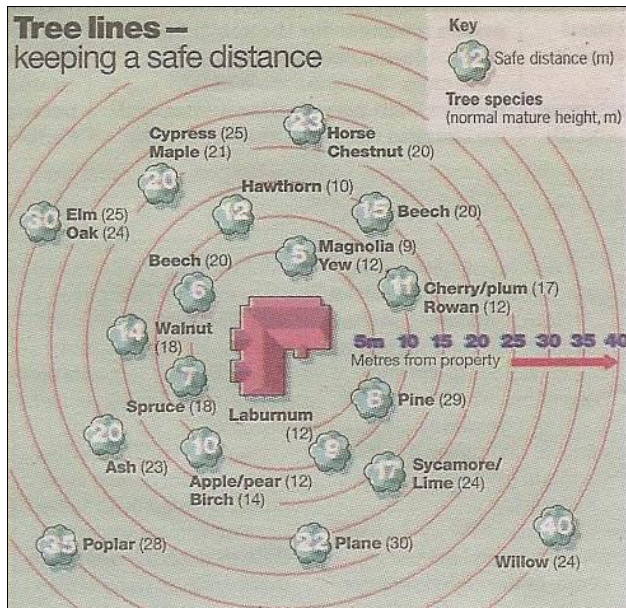 Tree lines –
keeping a safe distance
Key
12 Safe distance (m)
Tree species
(normal mature height, m)
23 Horse
Chestnut (20)
Cypress (25)
Maple (21)
20
Hawthorn (10)
12
15 Beech (20)
30 Elm (25)
Oak (24)
5 Magnolia (9)
Yew (12)
Beech (20)
6
11 Cherry/plum (17)
Rowan (12)
14 Walnut
(18)
5m 10 15 20 25 30 35 40
Metres from property
7
Spruce (18)
Laburnum
(12)
8 Pine (29)
20
Ash (23)
10
Apple/pear (12)
Birch (14)
9
17 Sycamore/
Lime (24)
35 Poplar (28)
22 Plane (30)
40
Willow (24)